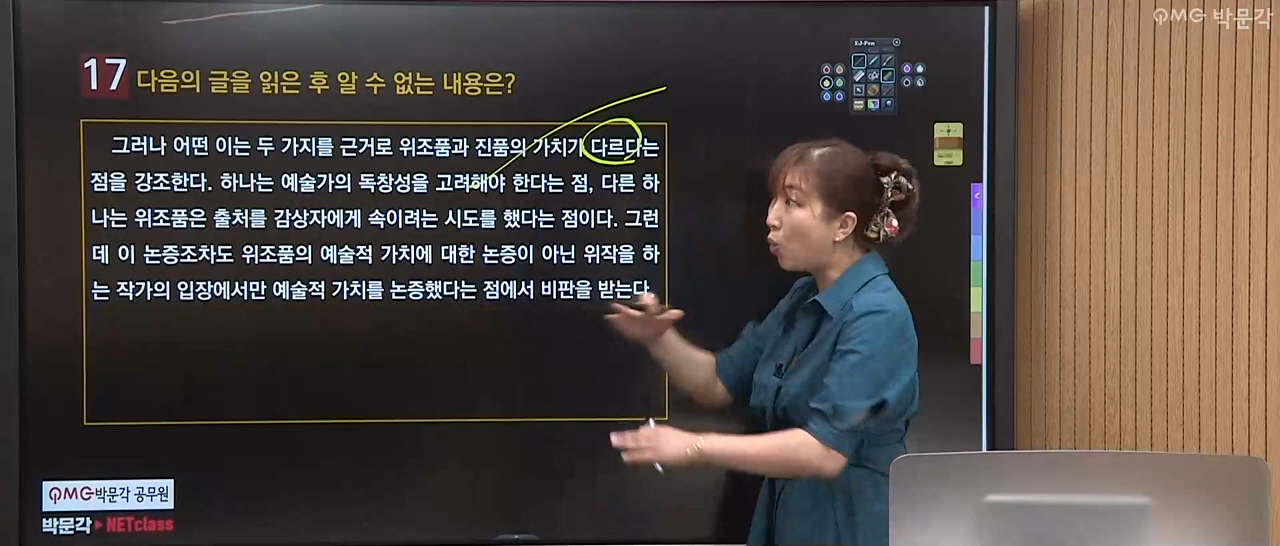 QMG 박문각
17 다음의 글을 읽은 후 알 수 없는 내용은?
EJ-Pen
그러나 어떤 이는 두 가지를 근거로 위조품과 진품의 가치가 다르다는
점을 강조한다. 하나는 예술가의 독창성을 고려해야 한다는 점, 다른 하
나는 위조품은 출처를 감상자에게 속이려는 시도를 했다는 점이다. 그런
데 이 논증조차도 위조품의 예술적 가치에 대한 논증이 아닌 위작을 하
는 작가의 입장에서만 예술적 가치를 논증했다는 점에서 비판을 받는다.
QMG박문각 공무원
박문각 NETclass